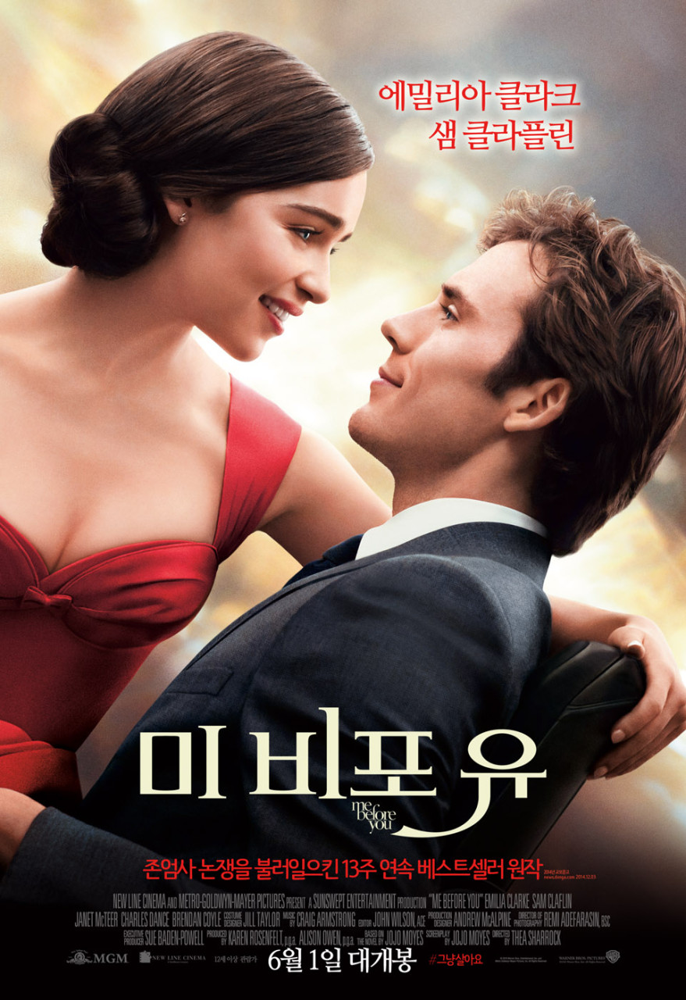 에밀리아 클라크
샘 클라플린
미 비포 유
me
before
you
존엄사 논쟁을 불러일으킨 13주 연속 베스트셀러 원작
NEW LINE CINEMA AND METRO-GOLDWYN-MAYER PICTURES PRESENT A SUNSWEPT ENTERTAINMENT PRODUCTION "ME BEFORE YOU" EMILIA CLARKE SAM CLAFLIN
JANET McTEER CHARLES DANCE BRENDAN COYLE COSTUME DESIGNER JILL TAYLOR MUSIC BY CRAIG ARMSTRONG EDITOR JOHN WILSON, ACE PRODUCTION DESIGNER ANDREW McALPINE DIRECTOR OF PHOTOGRAPHY REMI ADEFARASIN, BSC
EXECUTIVE PRODUCER SUE BADEN-POWELL PRODUCED BY KAREN ROSENFELT, p.g.a. ALISON OWEN, p.g.a. BASED ON THE NOVEL BY JOJO MOYES SCREENPLAY BY JOJO MOYES DIRECTED BY THEA SHARROCK
MGM NEW LINE CINEMA 12세 이상 관람가 6월 1일 대개봉 #그냥살아요 WARNER BROS. PICTURES